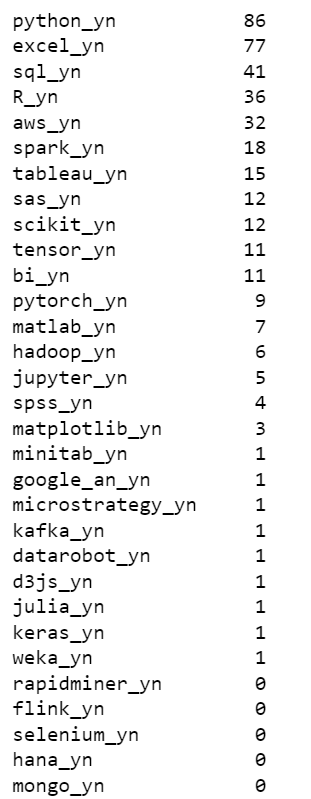 python_yn 86
excel_yn 77
sql_yn 41
R_yn 36
aws_yn 32
spark_yn 18
tableau_yn 15
sas_yn 12
scikit_yn 12
tensor_yn 11
bi_yn 11
pytorch_yn 9
matlab_yn 7
hadoop_yn 6
jupyter_yn 5
spss_yn 4
matplotlib_yn 3
minitab_yn 1
google_an_yn 1
microstrategy_yn 1
kafka_yn 1
datarobot_yn 1
d3js_yn 1
julia_yn 1
keras_yn 1
weka_yn 1
rapidminer_yn 0
flink_yn 0
selenium_yn 0
hana_yn 0
mongo_yn 0